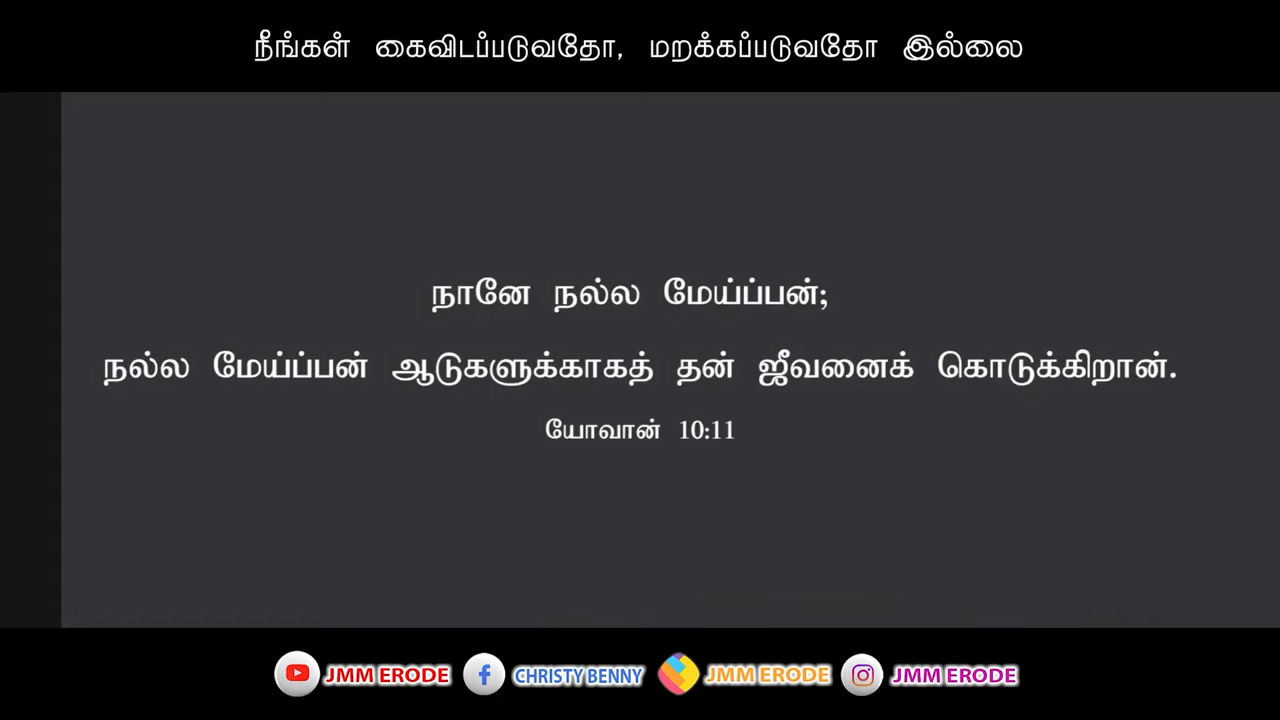 நீங்கள் கைவிடப்படுவதோ, மறக்கப்படுவதோ இல்லை
நானே நல்ல மேய்ப்பன்;
நல்ல மேய்ப்பன் ஆடுகளுக்காகத் தன் ஜீவனைக் கொடுக்கிறான்.
யோவான் 10:11
JMM ERODE CHRISTY BENNY JMM ERODE JMM ERODE